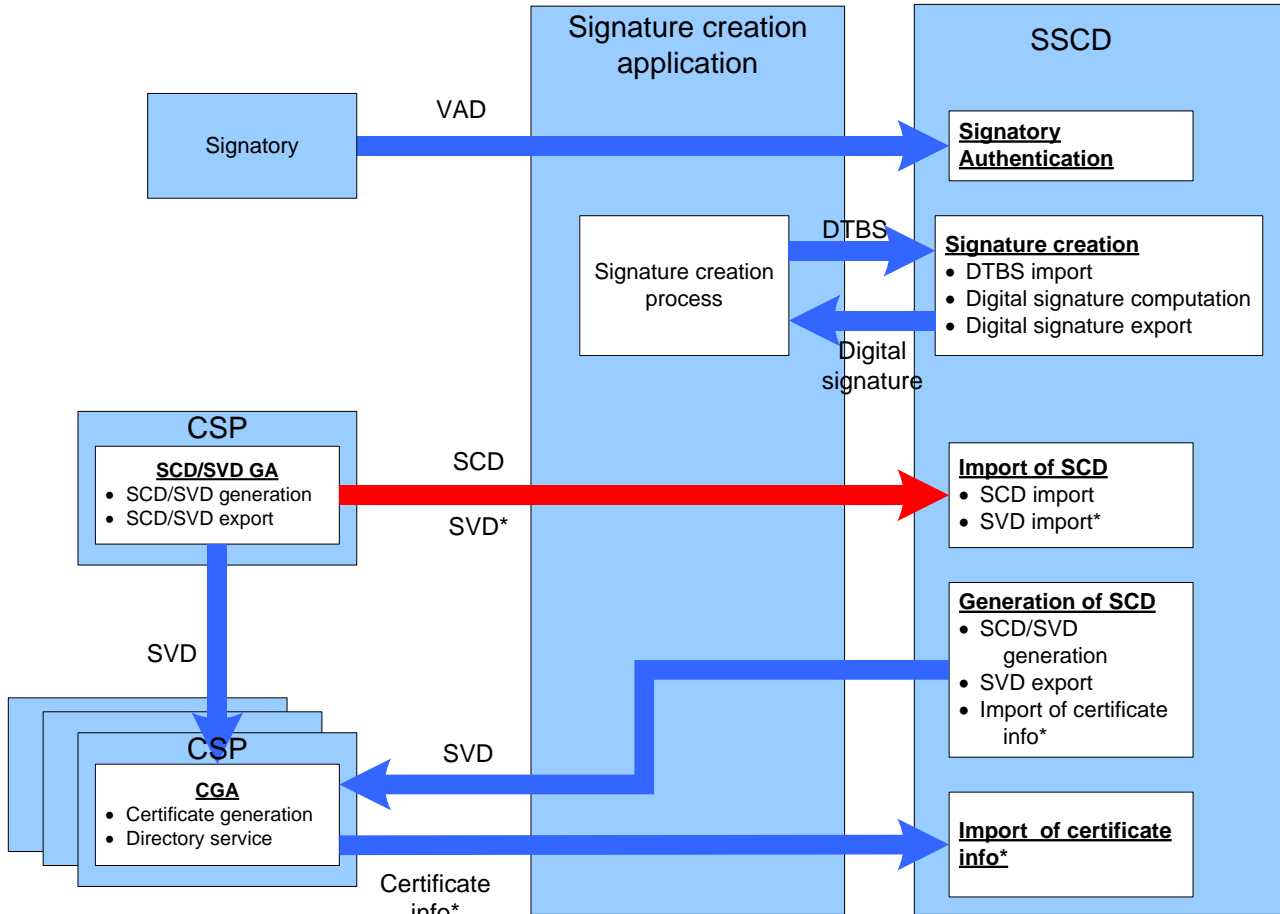 Signature creation
application
SSCD
VAD
Signatory
Signatory
Authentication
DTBS
Signature creation
process
Signature creation
• DTBS import
• Digital signature computation
• Digital signature export
Digital
signature
CSP
SCD/SVD GA
• SCD/SVD generation
• SCD/SVD export
SCD
SVD*
Import of SCD
• SCD import
• SVD import*
Generation of SCD
• SCD/SVD
generation
• SVD export
• Import of certificate
info*
SVD
CSP
SVD
CGA
• Certificate generation
• Directory service
Import of certificate
info*
Certificate
info*